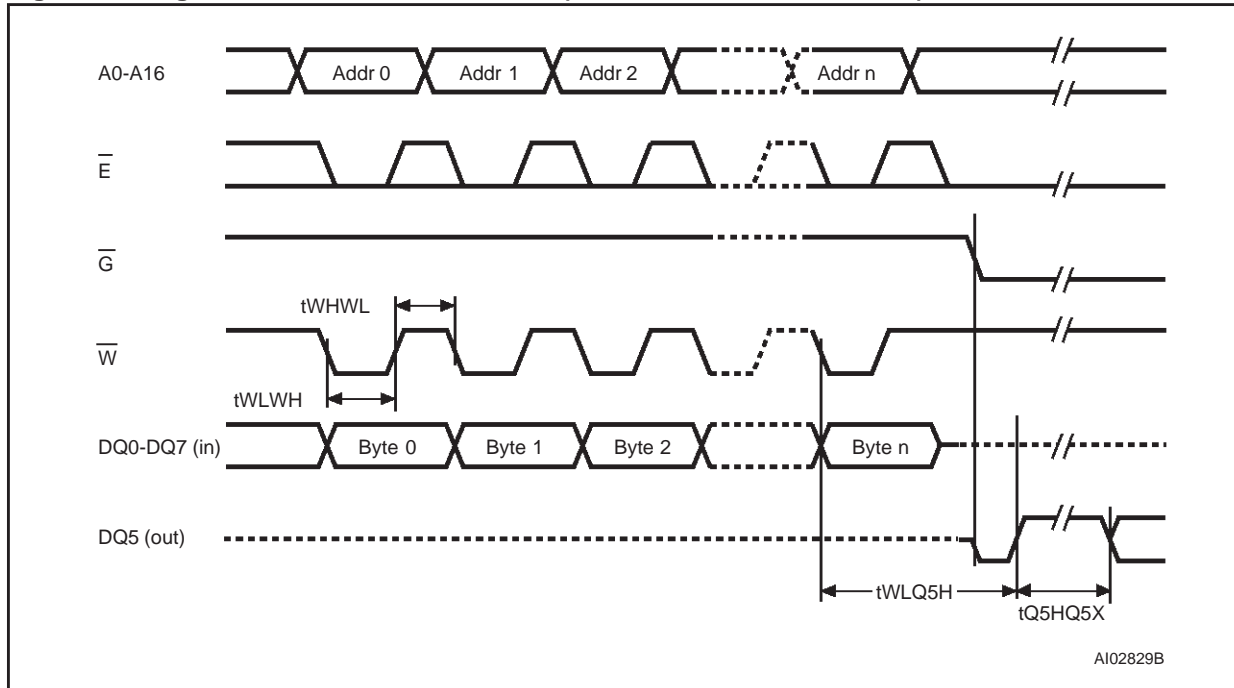 A0-A16
Addr 0
Addr 1
Addr 2
Addr n
E
G
tWHWL
W
tWLWH
DQ0-DQ7 (in)
Byte 0
Byte 1
Byte 2
Byte n
DQ5 (out)
tWLQ5H
tQ5HQ5X
AI02829B